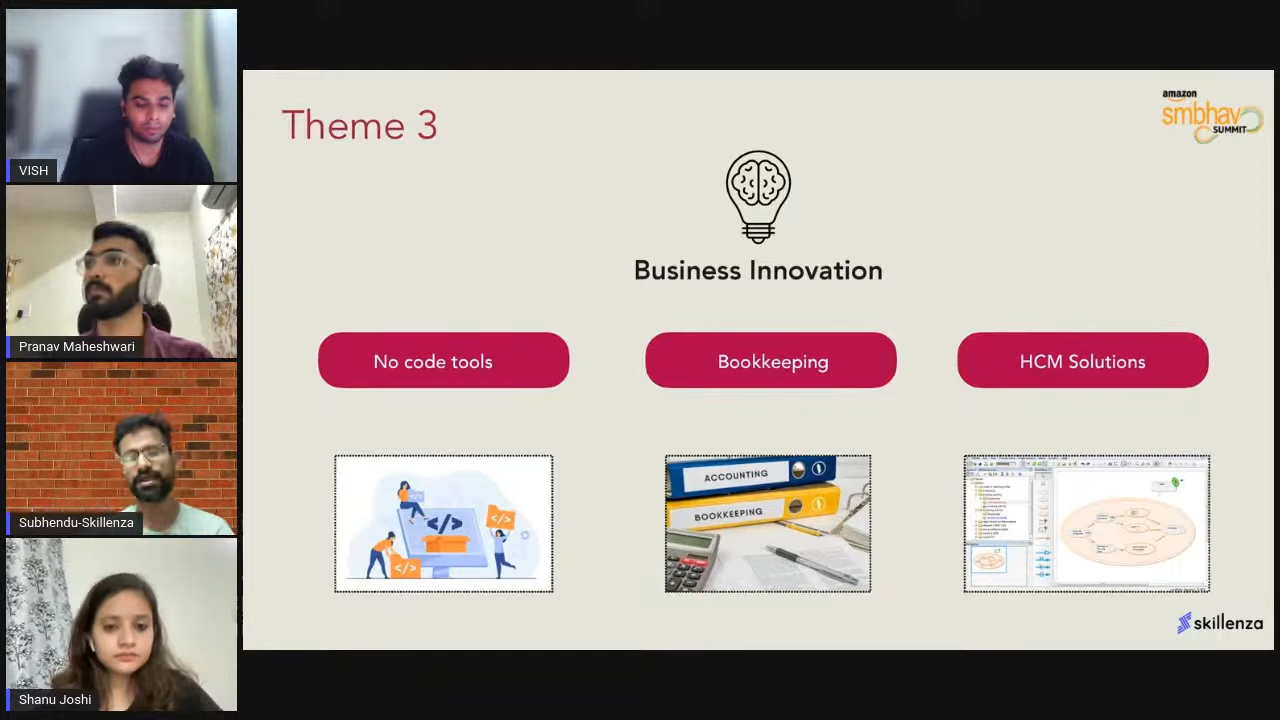 VISH
Pranav Maheshwari
Subhendu-Skillenza
Shanu Joshi
Theme 3
amazon
smbhav
SUMMIT
Business Innovation
No code tools
Bookkeeping
HCM Solutions
</>
</>
</>
</>
ACCOUNTING
BOOKKEEPING
skillenza